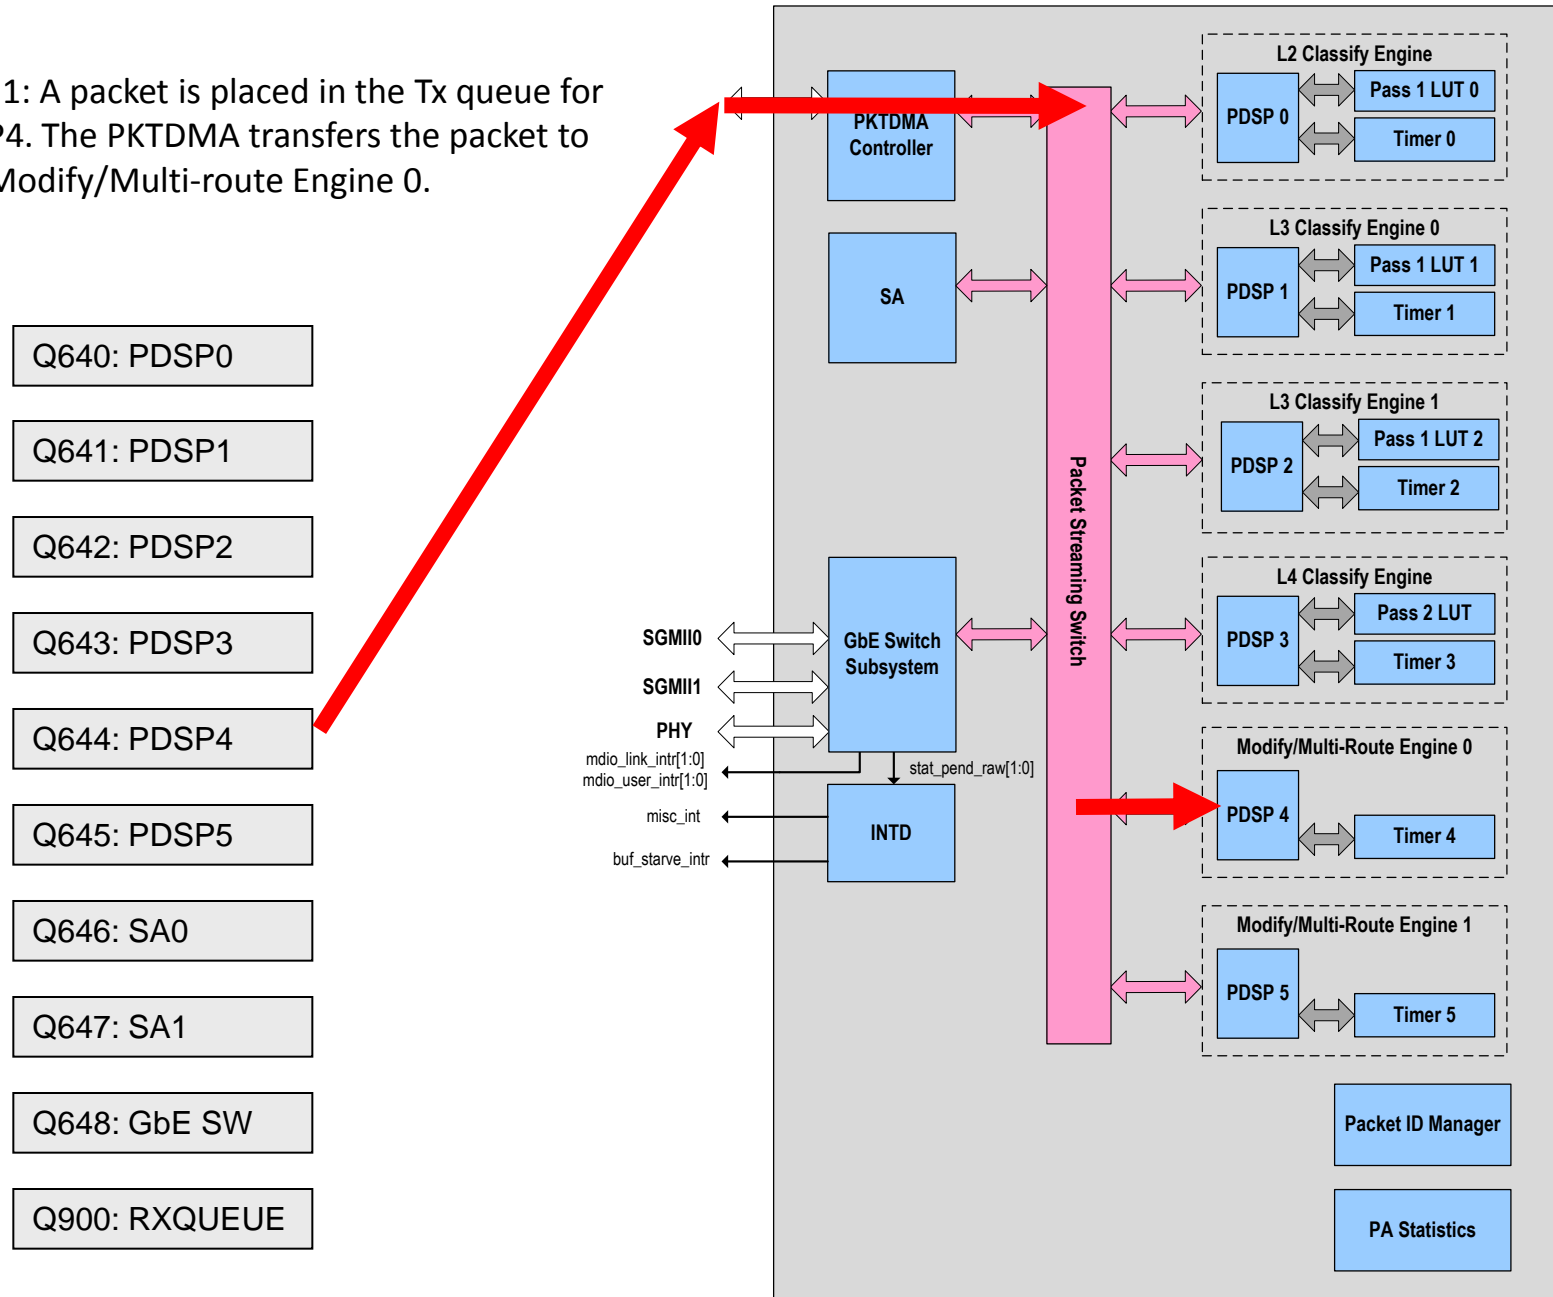 1: A packet is placed in the Tx queue for
P4. The PKTDMA transfers the packet to
Modify/Multi-route Engine 0.
Q640: PDSP0
Q641: PDSP1
Q642: PDSP2
Q643: PDSP3
Q644: PDSP4
Q645: PDSP5
Q646: SA0
Q647: SA1
Q648: GbE SW
Q900: RXQUEUE
PKTDMA
Controller
SA
GbE Switch
Subsystem
SGMII0
SGMII1
PHY
mdio_link_intr[1:0]
mdio_user_intr[1:0]
stat_pend_raw[1:0]
misc_int
buf_starve_intr
INTD
Packet Streaming Switch
L2 Classify Engine
PDSP 0
Pass 1 LUT 0
Timer 0
L3 Classify Engine 0
PDSP 1
Pass 1 LUT 1
Timer 1
L3 Classify Engine 1
PDSP 2
Pass 1 LUT 2
Timer 2
L4 Classify Engine
PDSP 3
Pass 2 LUT
Timer 3
Modify/Multi-Route Engine 0
PDSP 4
Timer 4
Modify/Multi-Route Engine 1
PDSP 5
Timer 5
Packet ID Manager
PA Statistics